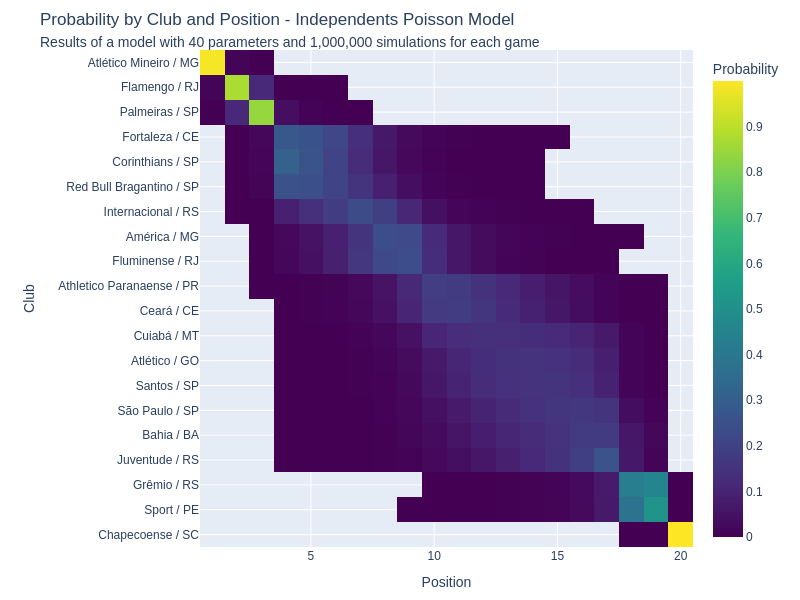 Probability by Club and Position - Independents Poisson Model
Results of a model with 40 parameters and 1,000,000 simulations for each game
Probability
Atlético Mineiro / MG
Flamengo / RJ
Palmeiras / SP
Fortaleza / CE
Corinthians / SP
Red Bull Bragantino / SP
Internacional / RS
América / MG
Fluminense / RJ
Athletico Paranaense / PR
Ceará / CE
Cuiabá / MT
Atlético / GO
Santos / SP
São Paulo / SP
Bahia / BA
Juventude / RS
Grêmio / RS
Sport / PE
Chapecoense / SC
Club
5
10
15
20
Position
0.9
0.8
0.7
0.6
0.5
0.4
0.3
0.2
0.1
0